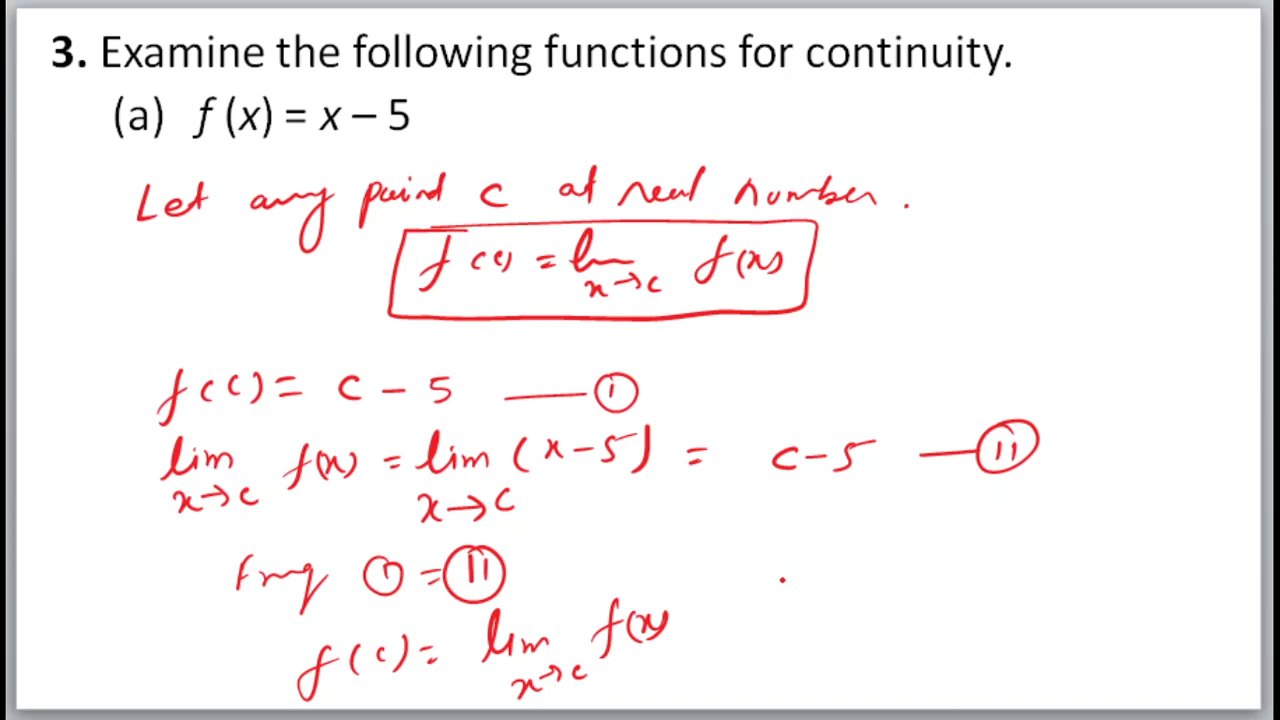 3. Examine the following functions for continuity.
(a) f (x) = x – 5
Let any point c at real number .
f(c) = lim x→c f(x)
f(c) = c - 5 —— (i)
lim x→c f(x) = lim x→c (x-5) = c-5 —— (ii)
(i) = (ii)
f(c) = lim x→c f(x)